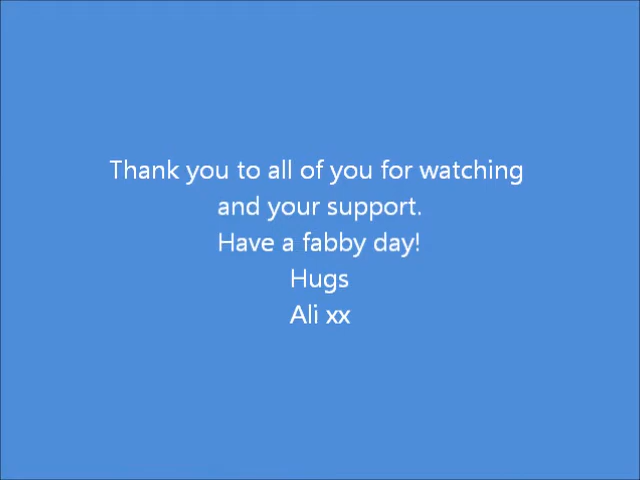 Thank you to all of you for watching
and your support.
Have a fabby day!
Hugs
Ali xx